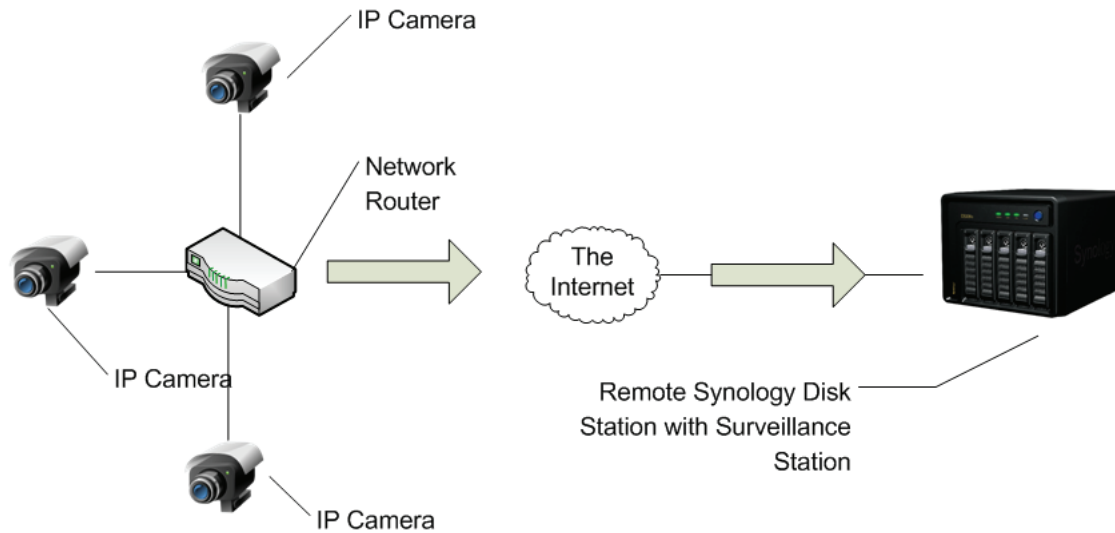 IP Camera
Network
Router
The
Internet
IP Camera
Remote Synology Disk
Station with Surveillance
Station
IP Camera